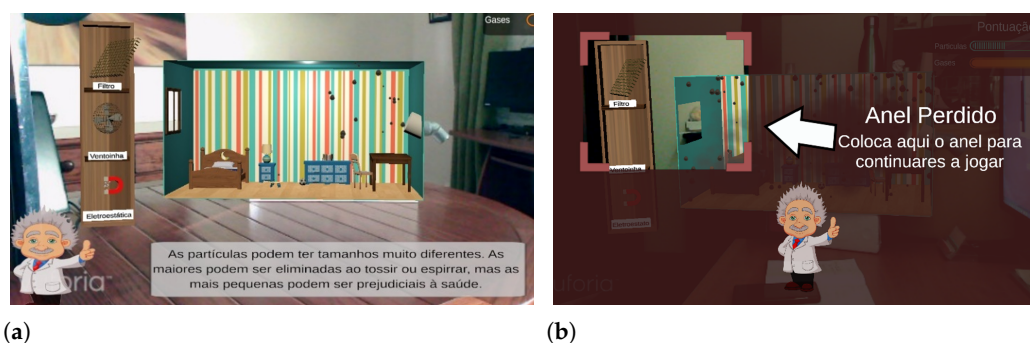 Gases
Filtro
Ventoinha
Eletroestática
As partículas podem ter tamanhos muito diferentes. As
maiores podem ser eliminadas ao tossir ou espirrar, mas as
mais pequenas podem ser prejudiciais à saúde.
(a)
Pontuação
Partículas
Gases
Filtro
Ventoinha
Eletroestática
Anel Perdido
Coloca aqui o anel para
continuares a jogar
(b)